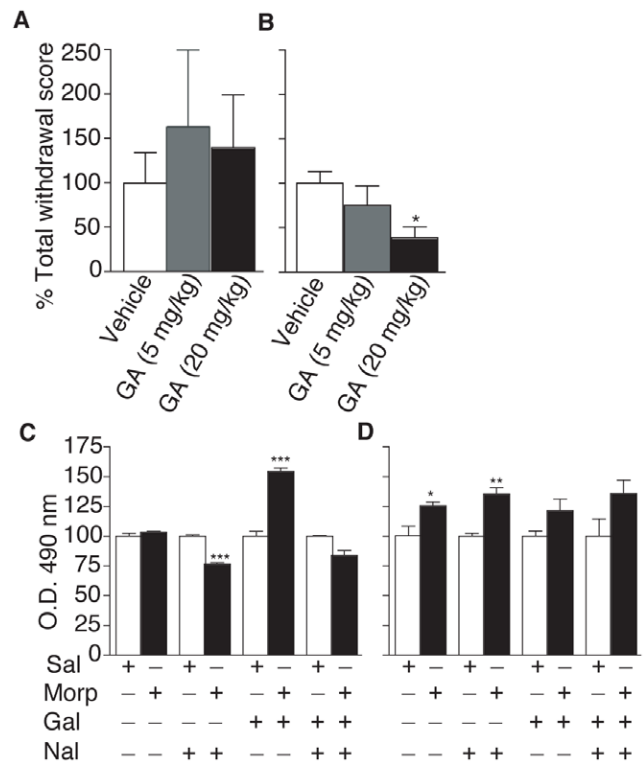 A
B
% Total withdrawal score
250
200
150
100
50
0
*
Vehicle
GA (5 mg/kg)
GA (20 mg/kg)
Vehicle
GA (5 mg/kg)
GA (20 mg/kg)
C
D
O.D. 490 nm
175
150
125
100
75
50
25
0
***
***
*
**
Sal + − + − + − + − + − + − + − + −
Morp − + − + − + − + − + − + − + − +
Gal − − − − + + + + − − − − + + + +
Nal − − + + − − + + − − + + − − + +